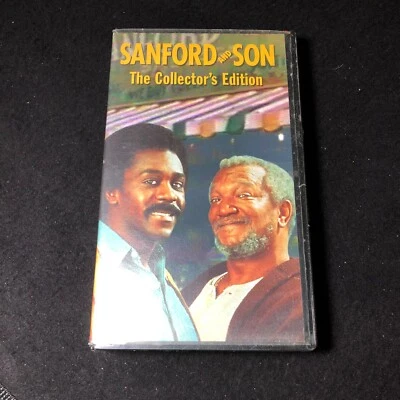 SANFORD AND SON
The Collector's Edition